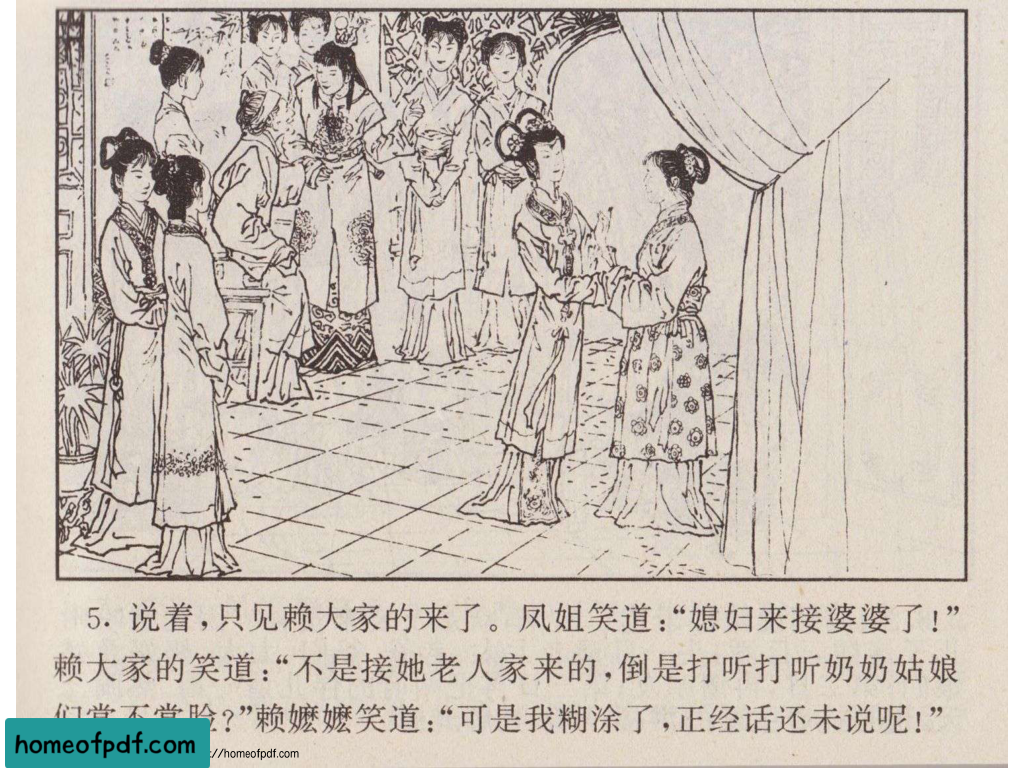 5. 说着,只见赖大家的来了。凤姐笑道:“媳妇来接婆婆了!”
赖大家的笑道:“不是接她老人家来的,倒是打听打听奶奶姑娘
们赏不赏脸?”赖嬷嬷笑道:“可是我糊涂了,正经话还未说呢!”
homeofpdf.com
://homeofpdf.com